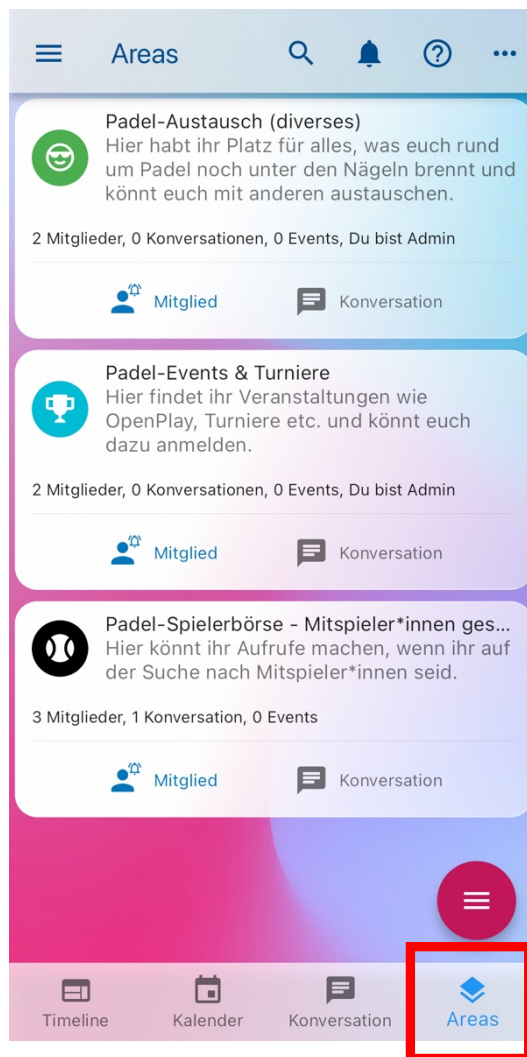 Areas
Padel-Austausch (diverses)
Hier habt ihr Platz für alles, was euch rund
um Padel noch unter den Nägeln brennt und
könnt euch mit anderen austauschen.
2 Mitglieder, 0 Konversationen, 0 Events, Du bist Admin
Mitglied Konversation
Padel-Events & Turniere
Hier findet ihr Veranstaltungen wie
OpenPlay, Turniere etc. und könnt euch
dazu anmelden.
2 Mitglieder, 0 Konversationen, 0 Events, Du bist Admin
Mitglied Konversation
Padel-Spielerbörse - Mitspieler*innen ges...
Hier könnt ihr Aufrufe machen, wenn ihr auf
der Suche nach Mitspieler*innen seid.
3 Mitglieder, 1 Konversation, 0 Events
Mitglied Konversation
Timeline Kalender Konversation Areas